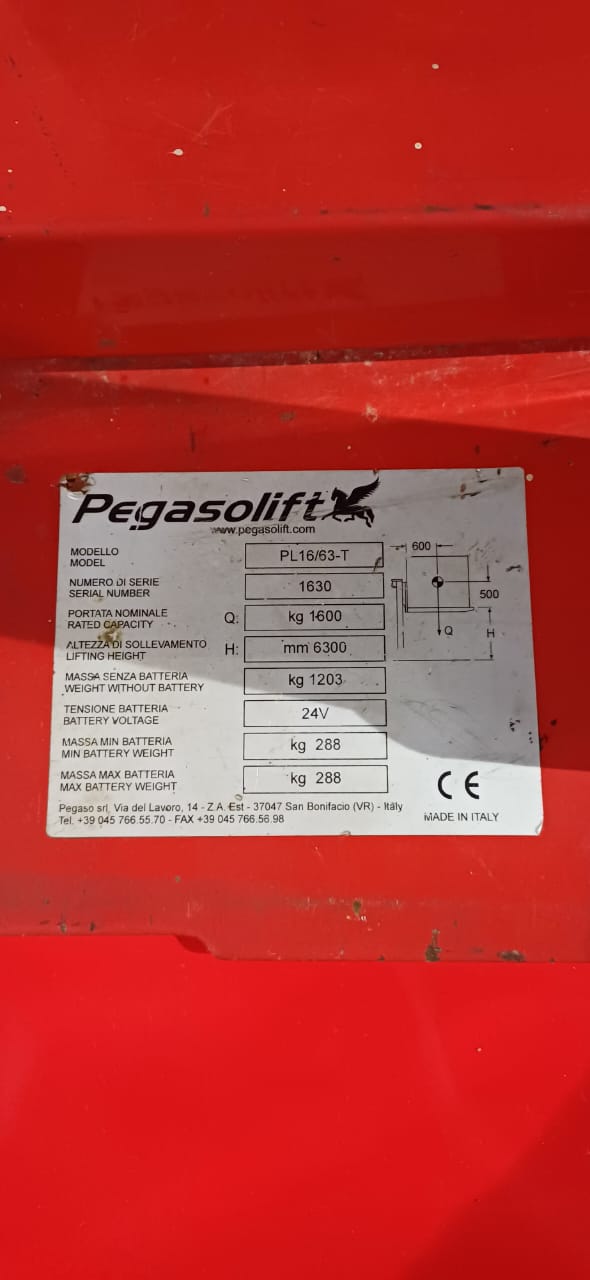 Pegasolift
www.pegasolift.com
MODELLO
MODEL
PL16/63-T
NUMERO DI SERIE
SERIAL NUMBER
1630
PORTATA NOMINALE
RATED CAPACITY
Q:
kg 1600
ALTEZZA DI SOLLEVAMENTO
LIFTING HEIGHT
H:
mm 6300
MASSA SENZA BATTERIA
WEIGHT WITHOUT BATTERY
kg 1203
TENSIONE BATTERIA
BATTERY VOLTAGE
24V
MASSA MIN BATTERIA
MIN BATTERY WEIGHT
kg 288
MASSA MAX BATTERIA
MAX BATTERY WEIGHT
kg 288
600
500
Q
H
Pegaso srl, Via del Lavoro, 14 - Z.A. Est - 37047 San Bonifacio (VR) - Italy
Tel. +39 045 766.55.70 - FAX +39 045 766.56.98
CE
MADE IN ITALY